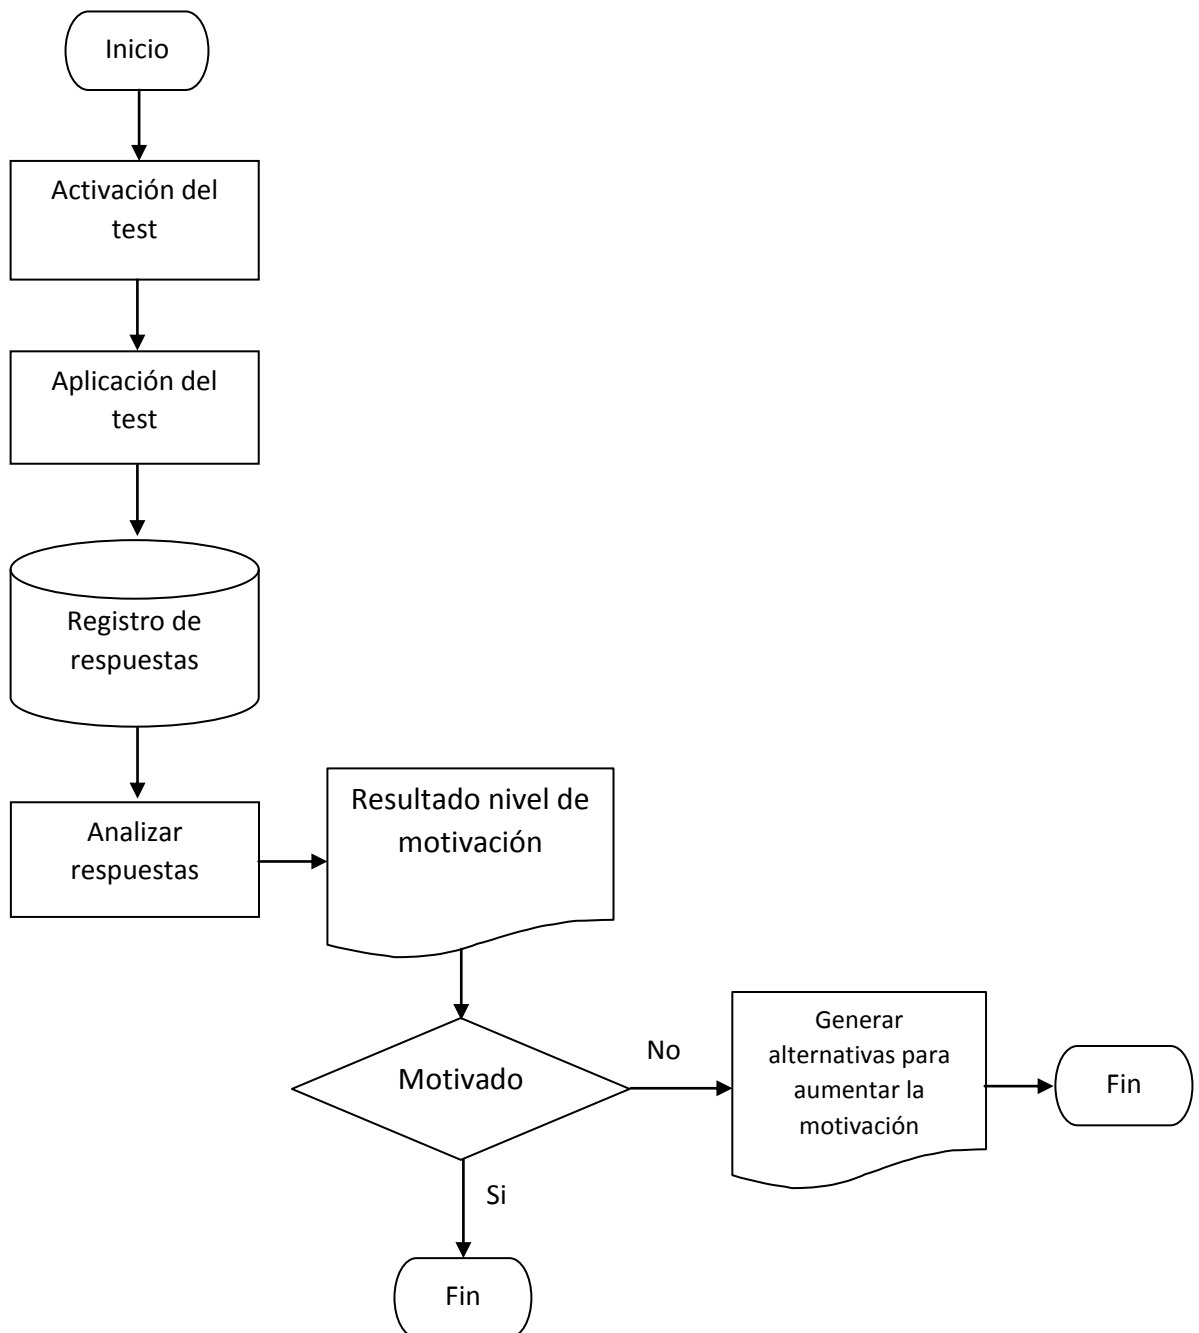 Inicio
Activación del
test
Aplicación del
test
Registro de
respuestas
Analizar
respuestas
Resultado nivel de
motivación
Motivado
No
Generar
alternativas para
aumentar la
motivación
Fin
Si
Fin